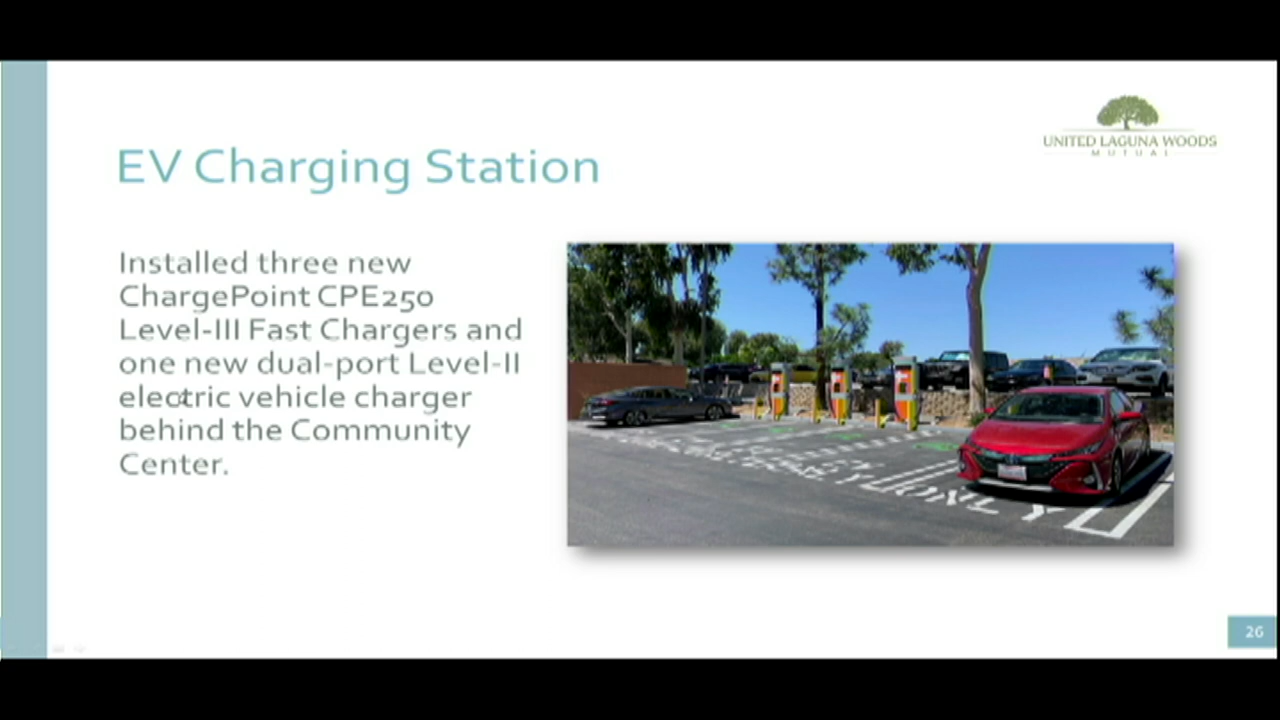 UNITED LAGUNA WOODS
MUTUAL
EV Charging Station
Installed three new
ChargePoint CPE250
Level-III Fast Chargers and
one new dual-port Level-II
electric vehicle charger
behind the Community
Center.
ONLY
26